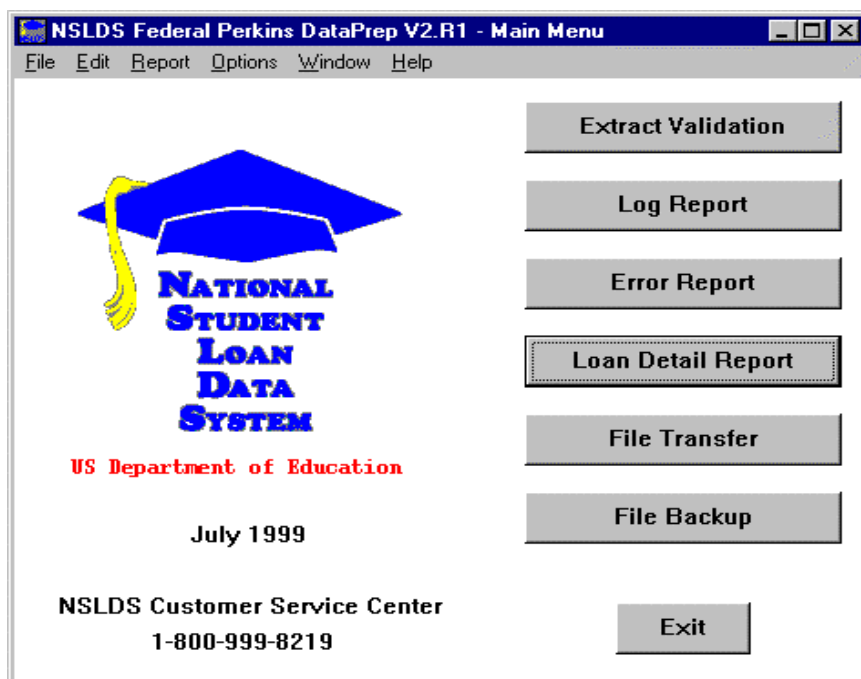 NSLDS Federal Perkins DataPrep V2.R1 - Main Menu
File Edit Report Options Window Help
NATIONAL
STUDENT
LOAN
DATA
SYSTEM
US Department of Education
July 1999
NSLDS Customer Service Center
1-800-999-8219
Extract Validation
Log Report
Error Report
Loan Detail Report
File Transfer
File Backup
Exit